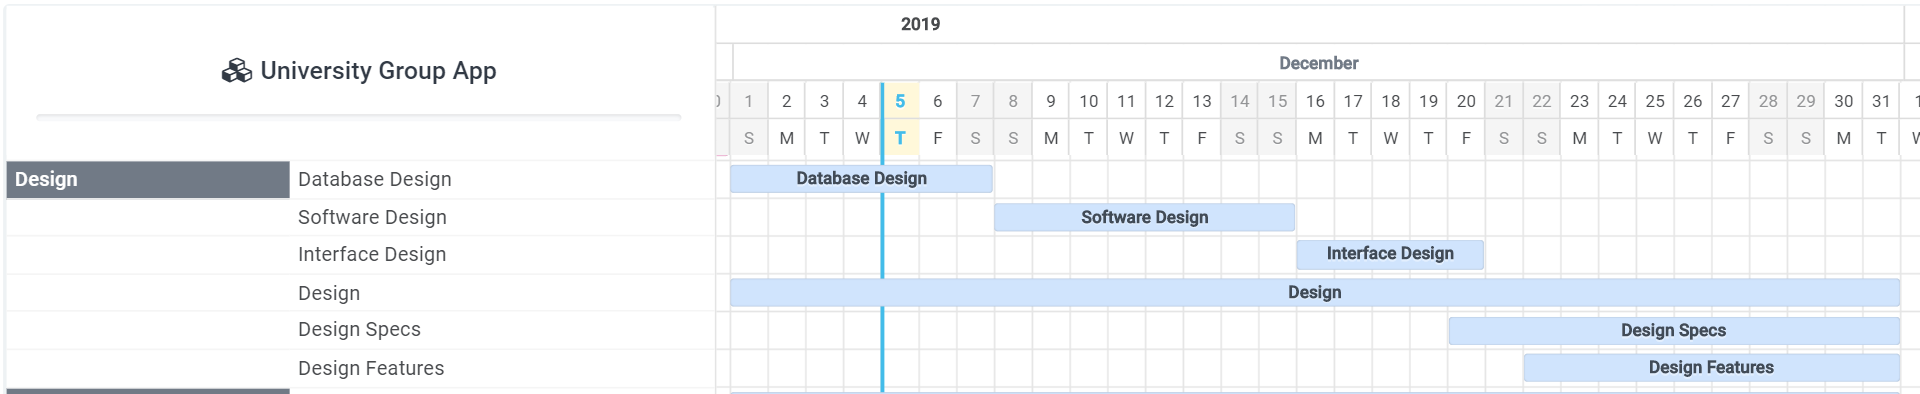 2019
University Group App
December
1 2 3 4 5 6 7 8 9 10 11 12 13 14 15 16 17 18 19 20 21 22 23 24 25 26 27 28 29 30 31
S M T W T F S S M T W T F S S M T W T F S S M T W T F S S M T
Design Database Design Database Design
Software Design Software Design
Interface Design Interface Design
Design Design
Design Specs Design Specs
Design Features Design Features